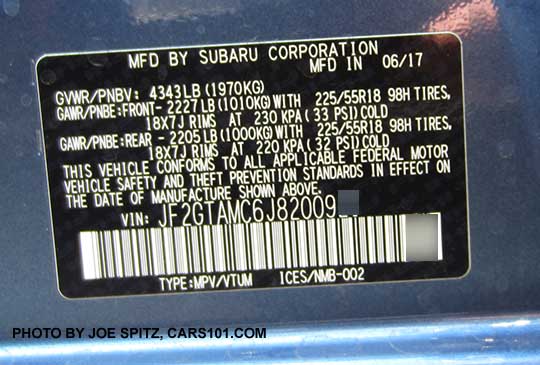 MFD BY SUBARU CORPORATION
MFD IN 06/17
GVWR/PNBV: 4343LB (1970KG)
GAWR/PNBE:FRONT- 2227LB (1010KG) WITH 225/55R18 98H TIRES,
18X7J RIMS AT 230 KPA (33 PSI) COLD
GAWR/PNBE:REAR - 2205LB (1000KG) WITH 225/55R18 98H TIRES,
18X7J RIMS AT 220 KPA (32 PSI) COLD
THIS VEHICLE CONFORMS TO ALL APPLICABLE FEDERAL MOTOR
VEHICLE SAFETY AND THEFT PREVENTION STANDARDS IN EFFECT ON
THE DATE OF MANUFACTURE SHOWN ABOVE.
VIN: JF2GTAMC6J82009
TYPE:MPV/VTUM ICES/NMB-002
PHOTO BY JOE SPITZ, CARS101.COM